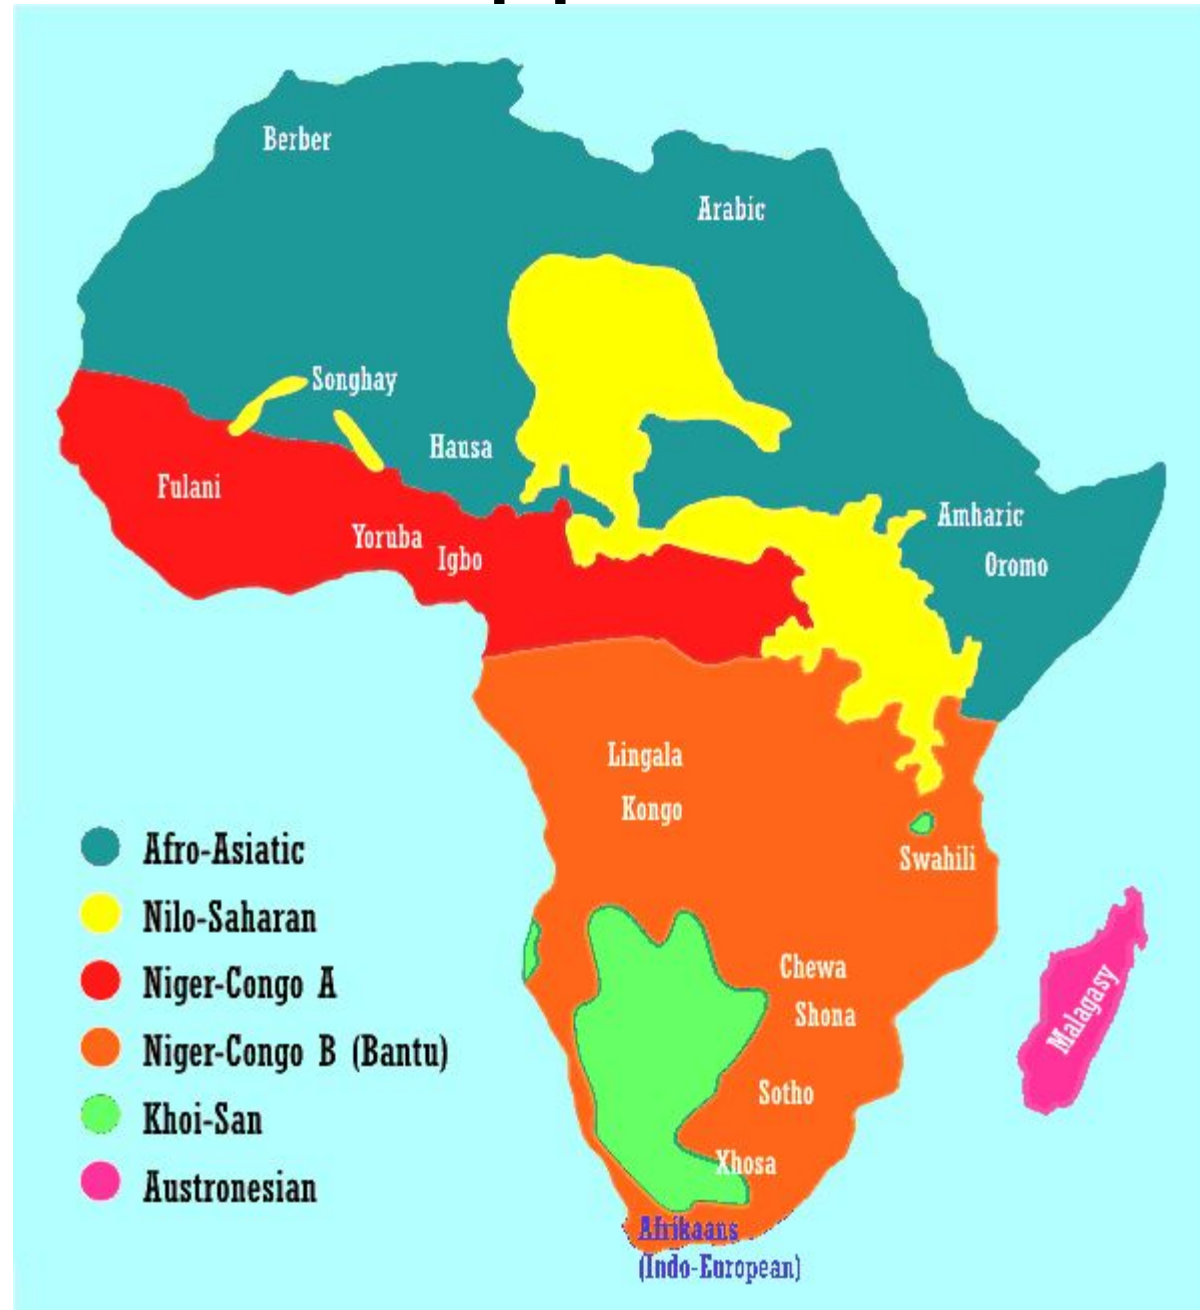 Berber
Arabic
Songhay
Hausa
Fulani
Yoruba
Igbo
Amharic
Oromo
Lingala
Kongo
Swahili
Chewa
Shona
Sotho
Xhosa
Malagasy
Afrikaans
(Indo-European)
Afro-Asiatic
Nilo-Saharan
Niger-Congo A
Niger-Congo B (Bantu)
Khoi-San
Austronesian